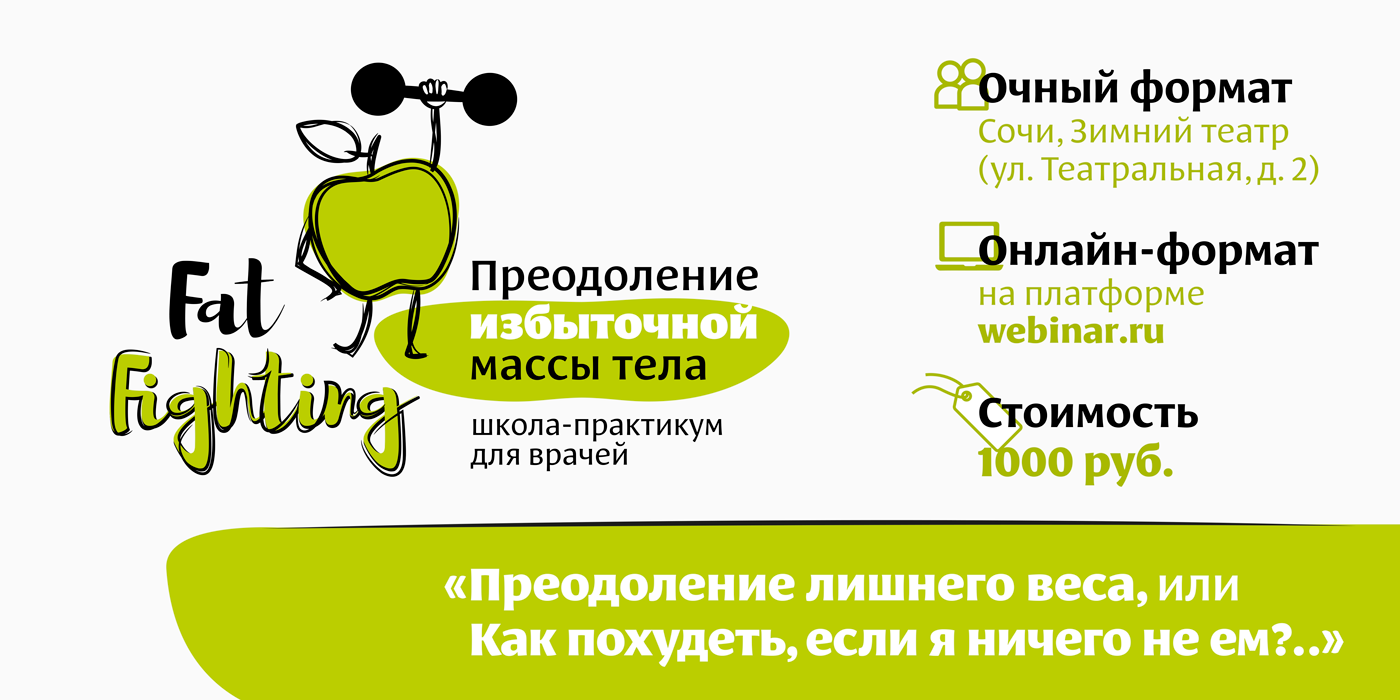 Fat
Fighting
Преодоление
избыточной
массы тела
школа-практикум
для врачей
Очный формат
Сочи, Зимний театр
(ул. Театральная, д. 2)
Онлайн-формат
на платформе
webinar.ru
Стоимость
1000 руб.
«Преодоление лишнего веса, или
Как похудеть, если я ничего не ем?..»